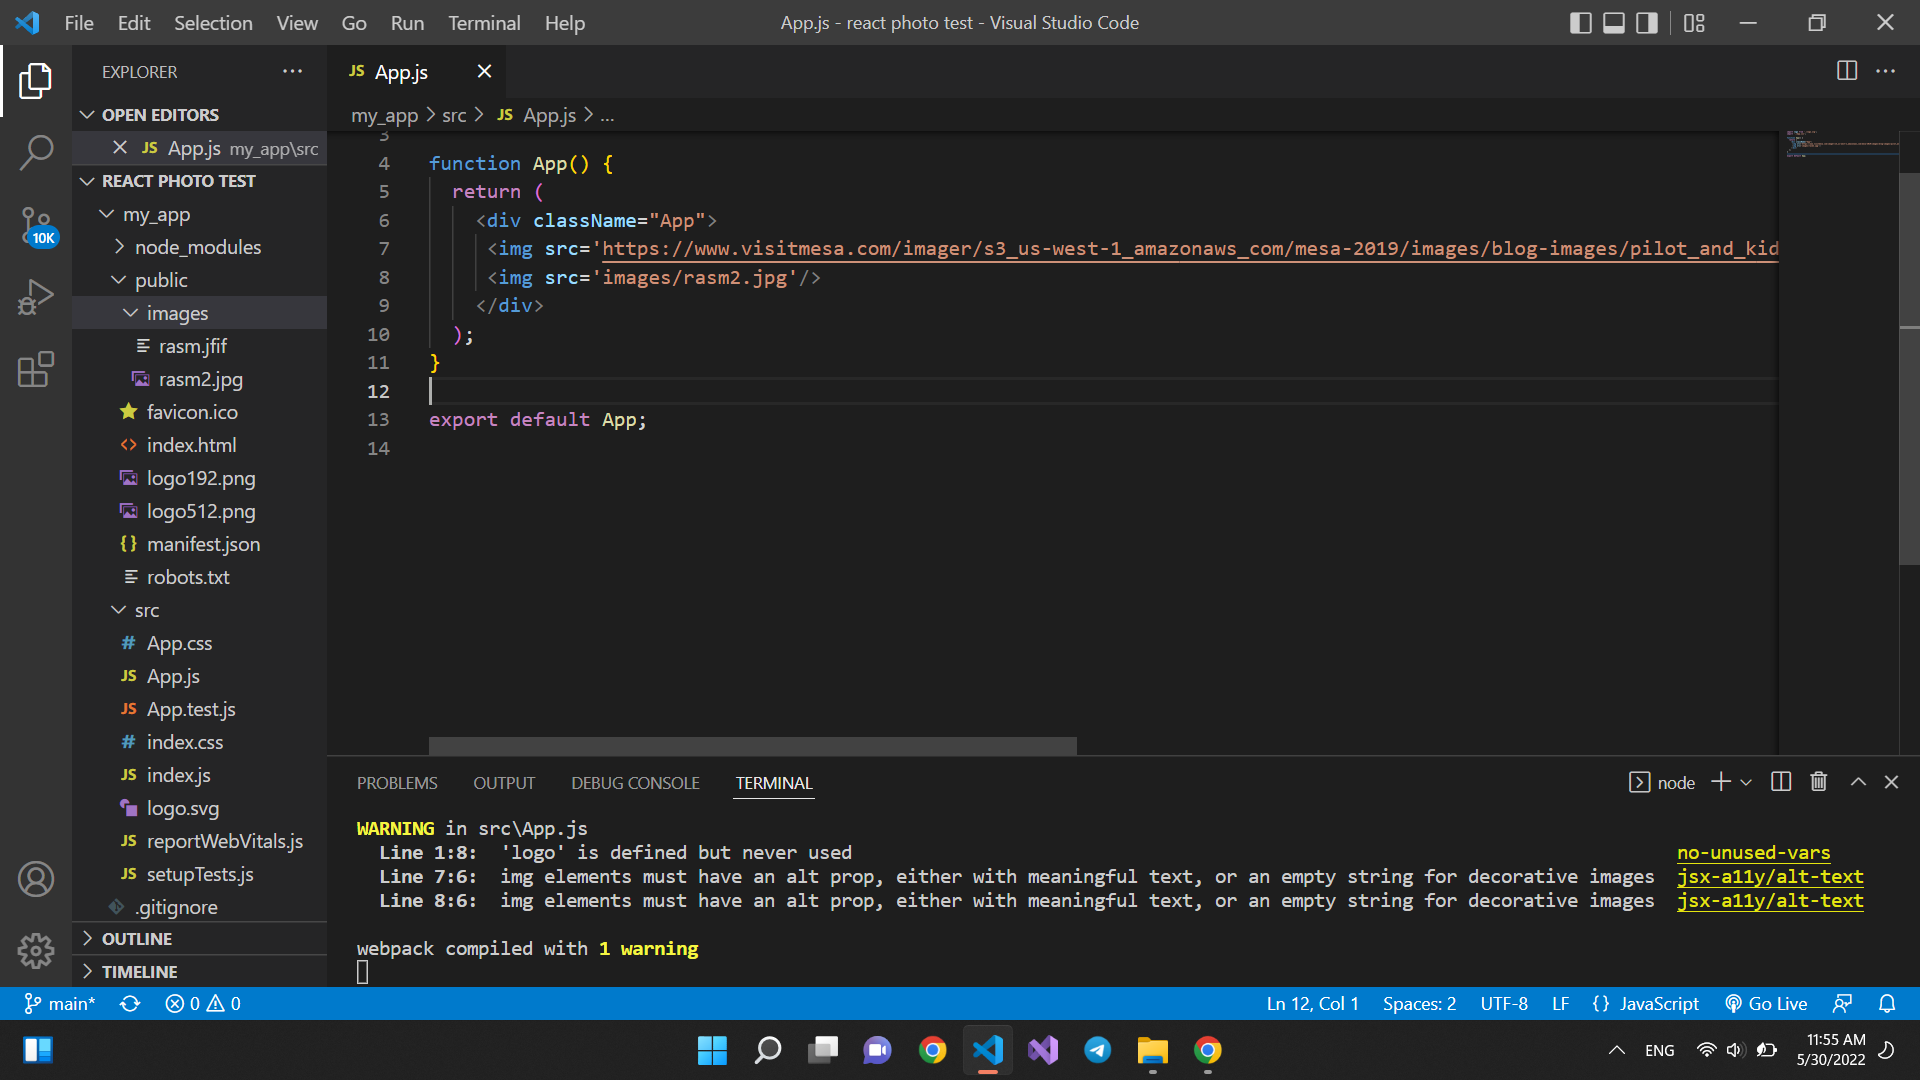 File Edit Selection View Go Run Terminal Help
App.js - react photo test - Visual Studio Code
EXPLORER
JS App.js
OPEN EDITORS
my_app > src > JS App.js > ...
JS App.js my_app\src
REACT PHOTO TEST
my_app
node_modules
public
images
rasm.jfif
rasm2.jpg
favicon.ico
index.html
logo192.png
logo512.png
manifest.json
robots.txt
src
App.css
JS App.js
JS App.test.js
index.css
JS index.js
logo.svg
JS reportWebVitals.js
JS setupTests.js
.gitignore
OUTLINE
TIMELINE
10K
3
4 function App() {
5 return (
6 <div className="App">
7 <img src='https://www.visitmesa.com/imager/s3_us-west-1_amazonaws_com/mesa-2019/images/blog-images/pilot_and_kid
8 <img src='images/rasm2.jpg'/>
9 </div>
10 );
11 }
12
13 export default App;
14
PROBLEMS OUTPUT DEBUG CONSOLE TERMINAL
node
WARNING in src\App.js
Line 1:8: 'logo' is defined but never used no-unused-vars
Line 7:6: img elements must have an alt prop, either with meaningful text, or an empty string for decorative images jsx-a11y/alt-text
Line 8:6: img elements must have an alt prop, either with meaningful text, or an empty string for decorative images jsx-a11y/alt-text
webpack compiled with 1 warning
main* 0 0
Ln 12, Col 1 Spaces: 2 UTF-8 LF {} JavaScript Go Live
ENG
11:55 AM
5/30/2022